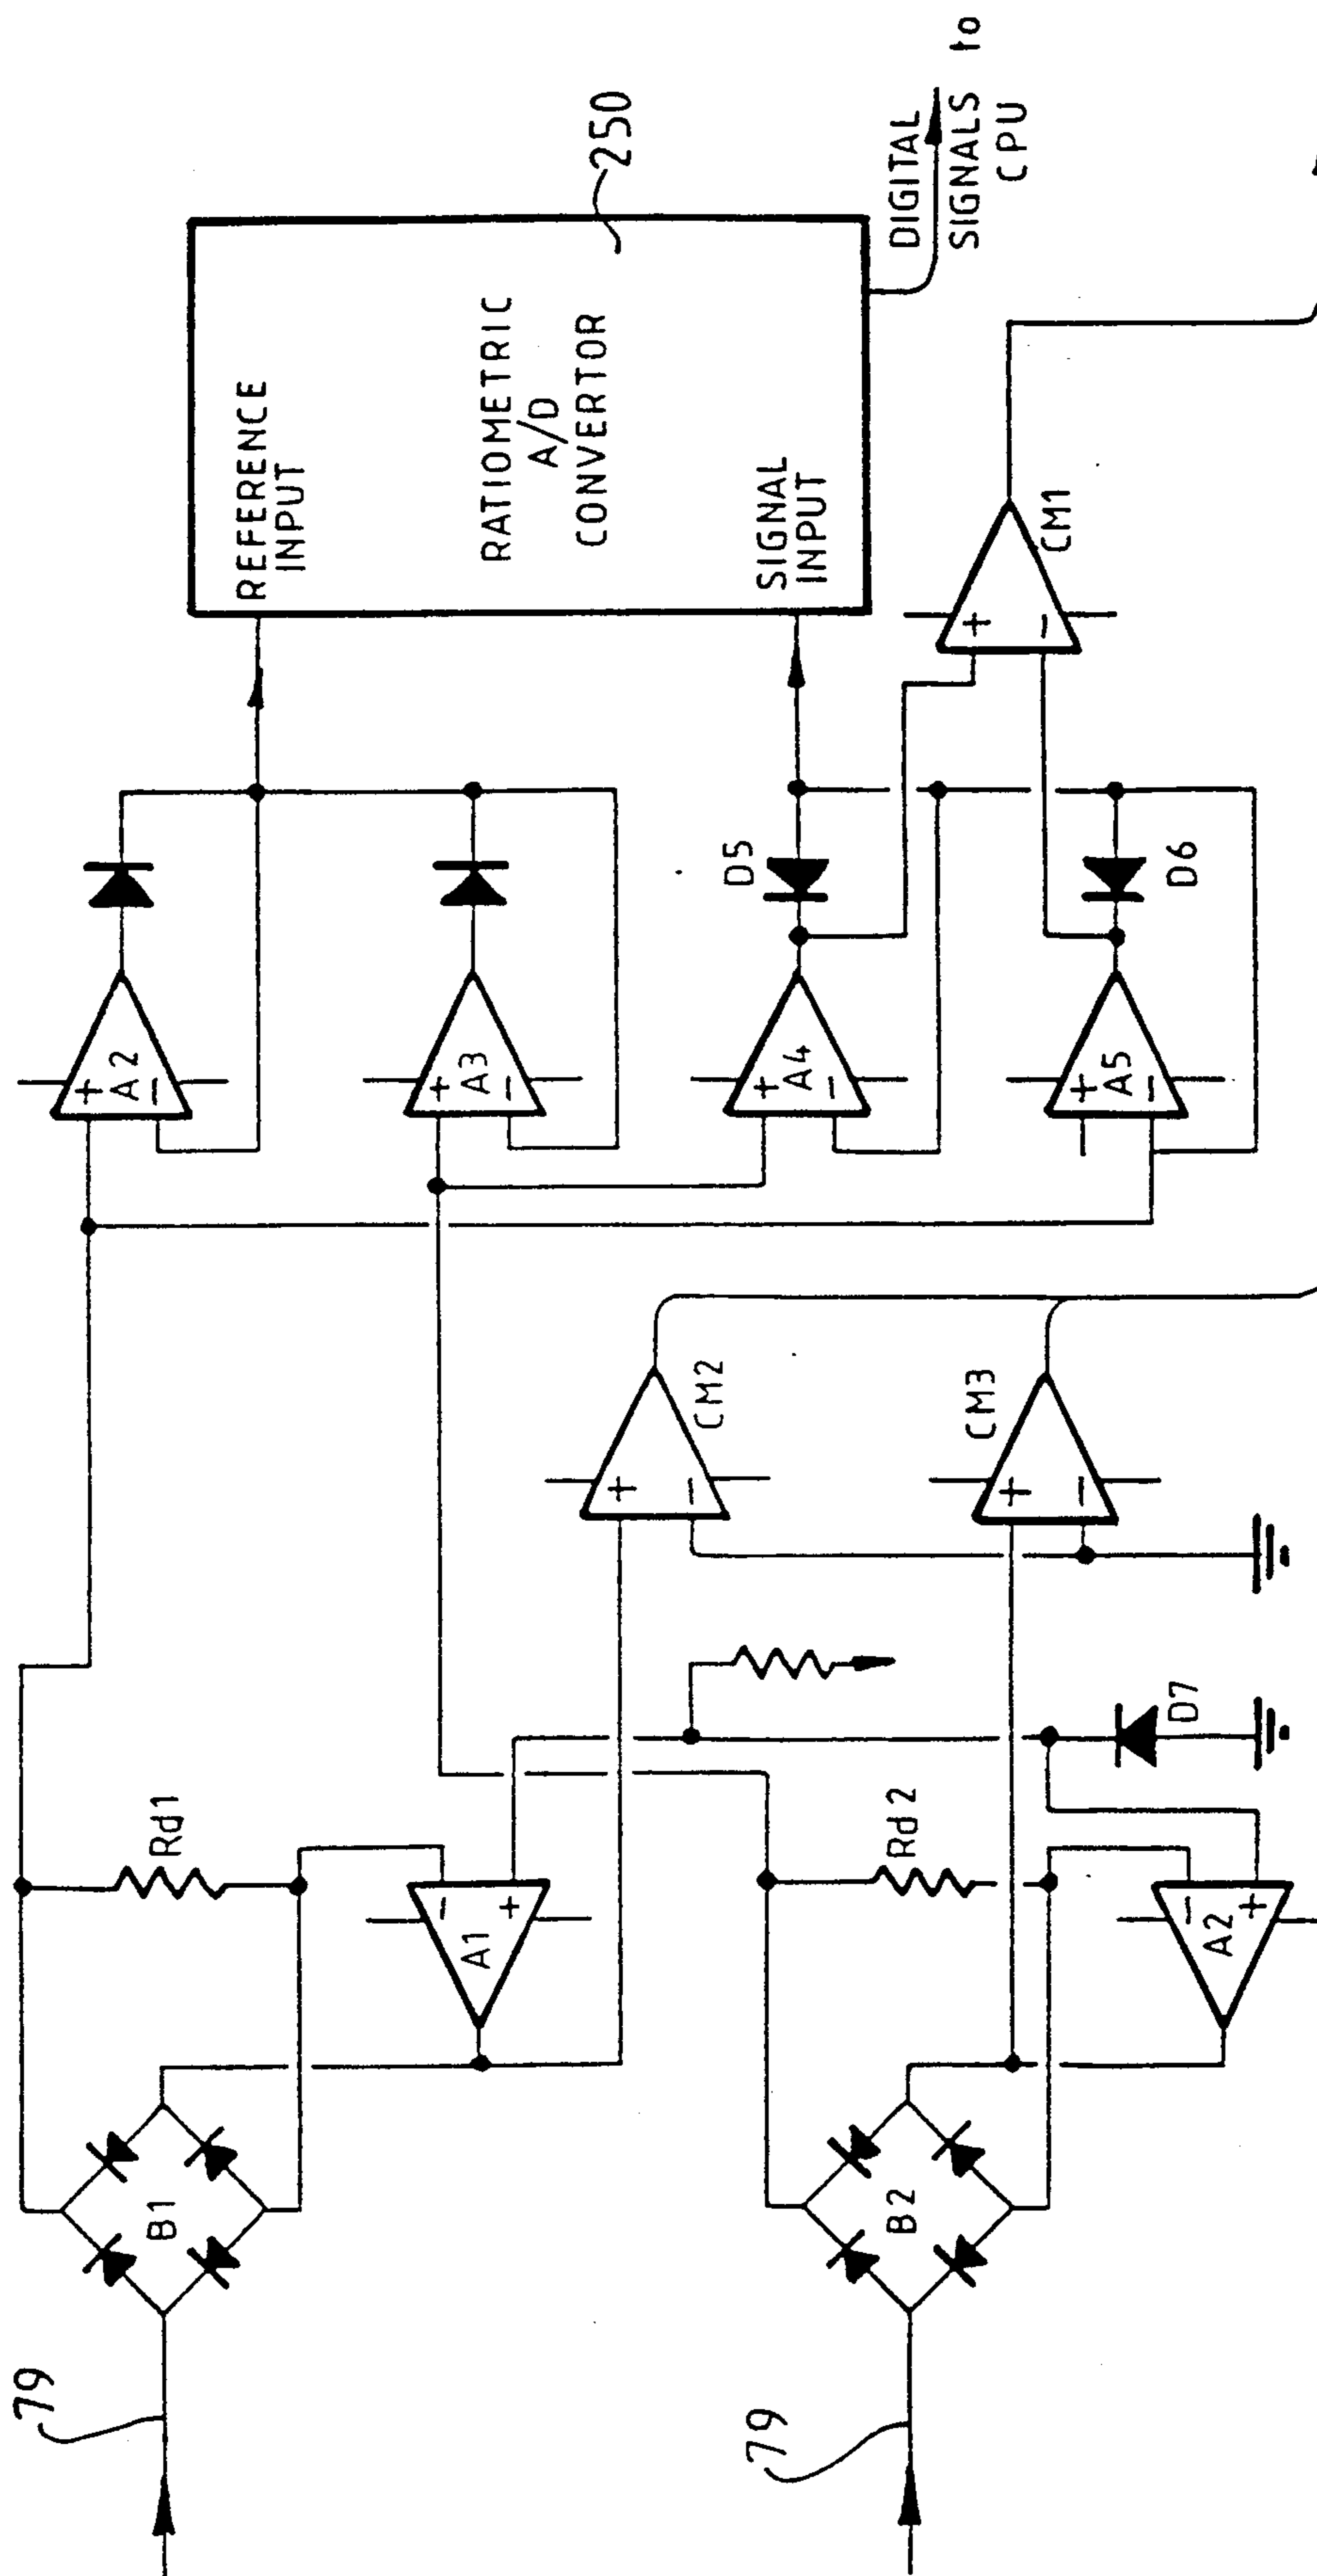 79
B1
Rd1
-
+
A1
79
B2
Rd2
-
+
A2
D7
+
-
CM2
+
-
CM3
+
-
A2
+
-
A3
+
-
A4
D5
+
-
A5
D6
+
-
CM1
REFERENCE
INPUT
RATIOMETRIC
A/D
CONVERTOR
SIGNAL
INPUT
250
DIGITAL
SIGNALS to
CPU